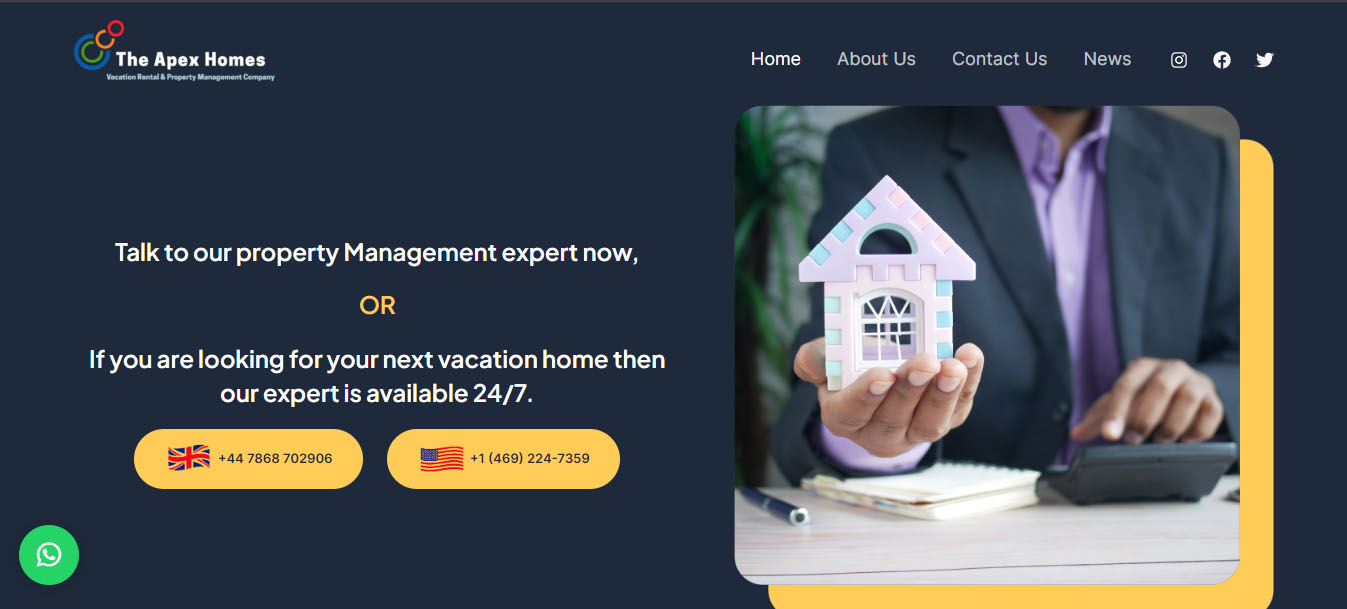 The Apex Homes
Vacation Rental & Property Management Company
Home About Us Contact Us News
Talk to our property Management expert now,
OR
If you are looking for your next vacation home then
our expert is available 24/7.
+44 7868 702906
+1 (469) 224-7359